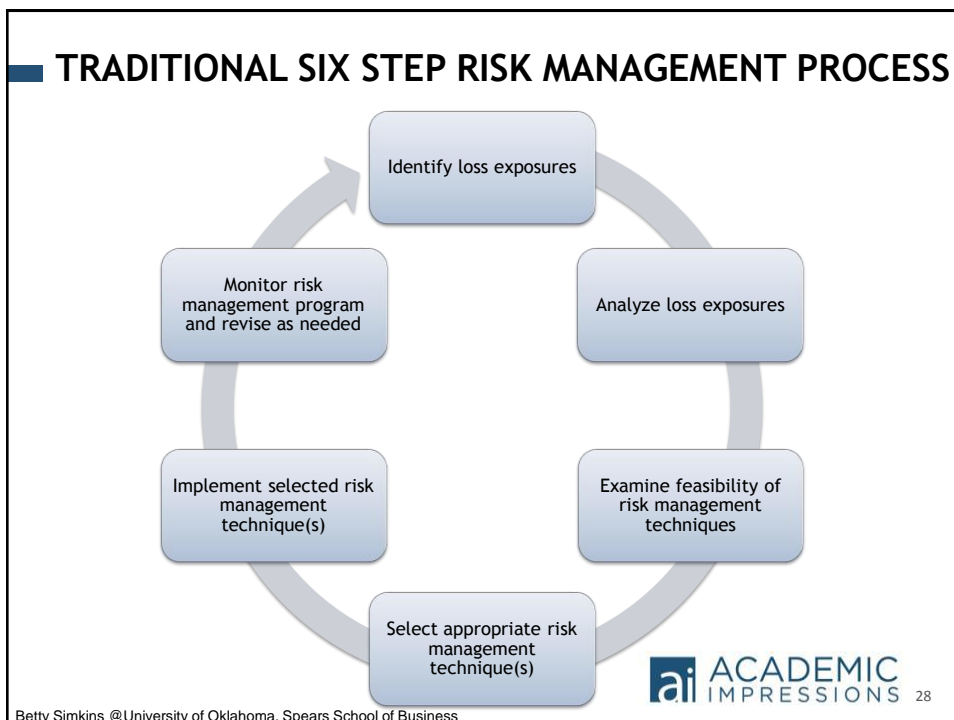 TRADITIONAL SIX STEP RISK MANAGEMENT PROCESS
Identify loss exposures
Analyze loss exposures
Examine feasibility of
risk management
techniques
Select appropriate risk
management
technique(s)
Implement selected risk
management
technique(s)
Monitor risk
management program
and revise as needed
ai ACADEMIC
IMPRESSIONS
28
Betty Simkins @University of Oklahoma, Spears School of Business